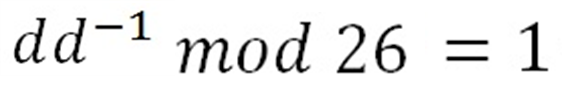 dd⁻¹ mod 26 = 1